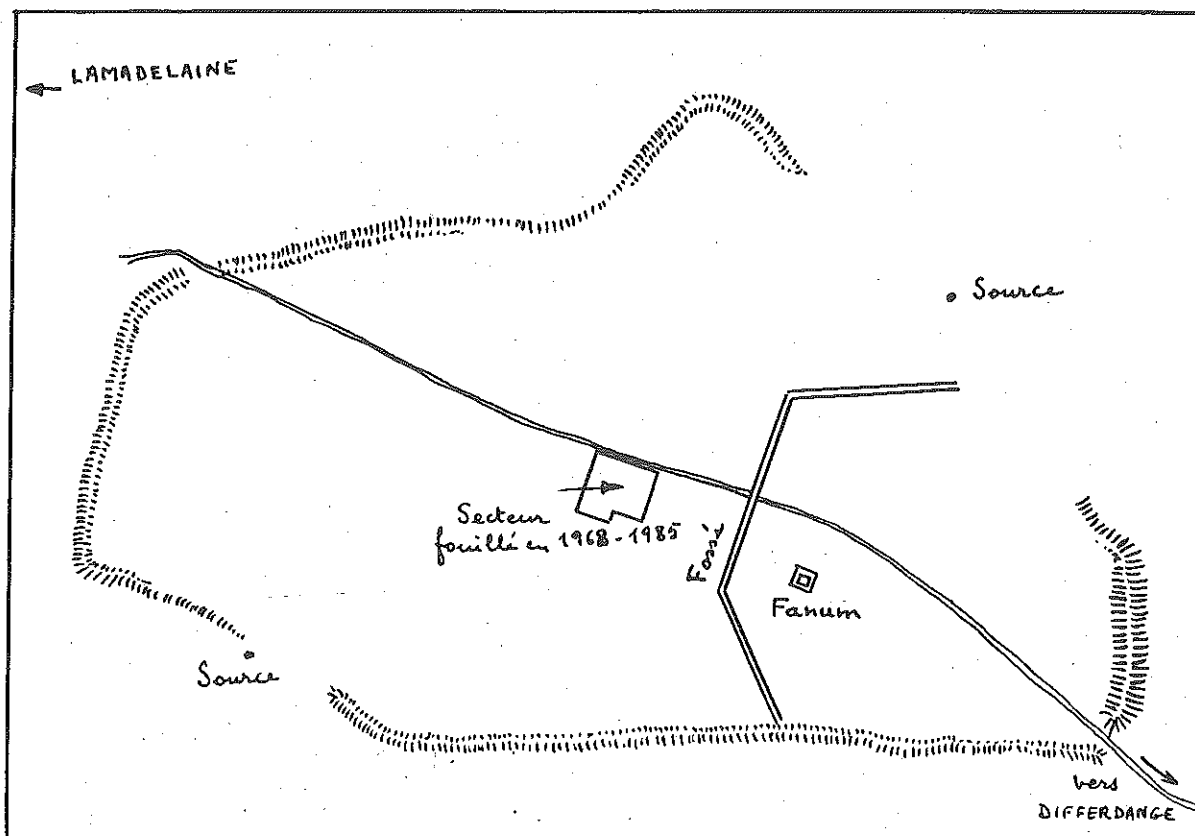 LAMADELAINE
Source
Secteur
fouillé en 1968-1985
Fossé
Fanum
Source
vers
DIFFERDANGE